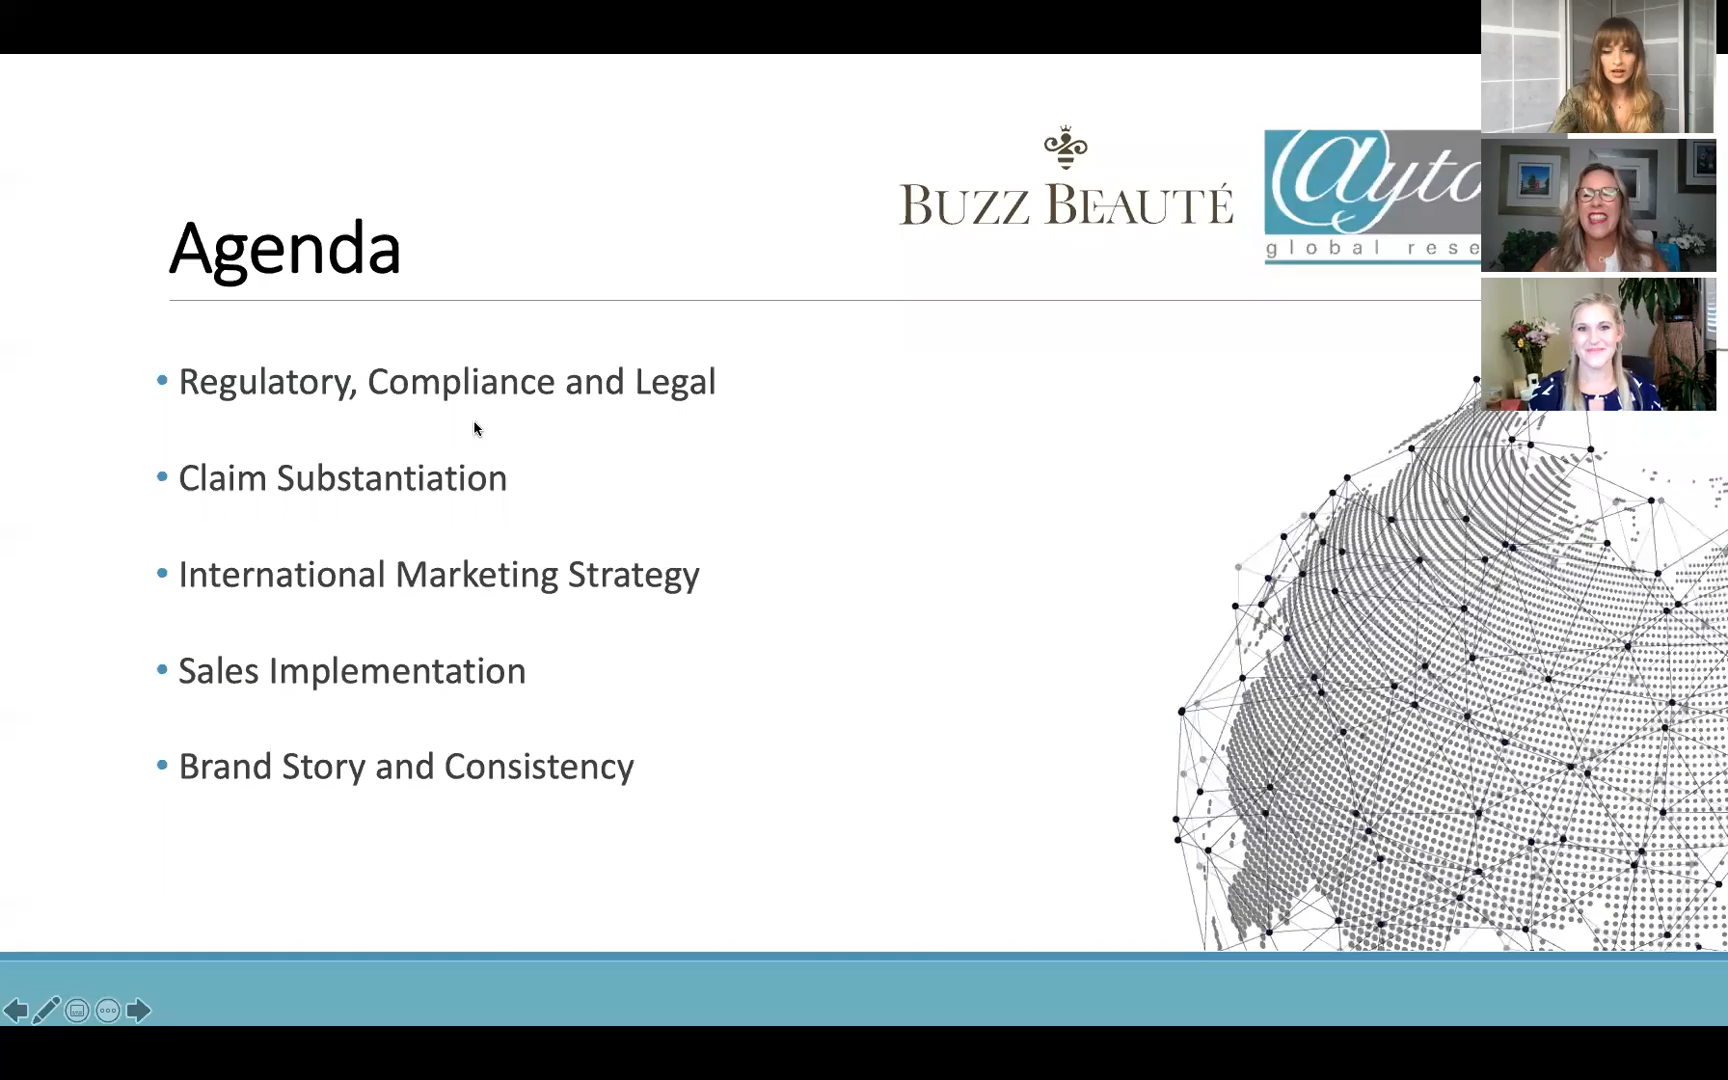 BUZZ BEAUTÉ
@yto
global rese
Agenda
• Regulatory, Compliance and Legal
• Claim Substantiation
• International Marketing Strategy
• Sales Implementation
• Brand Story and Consistency